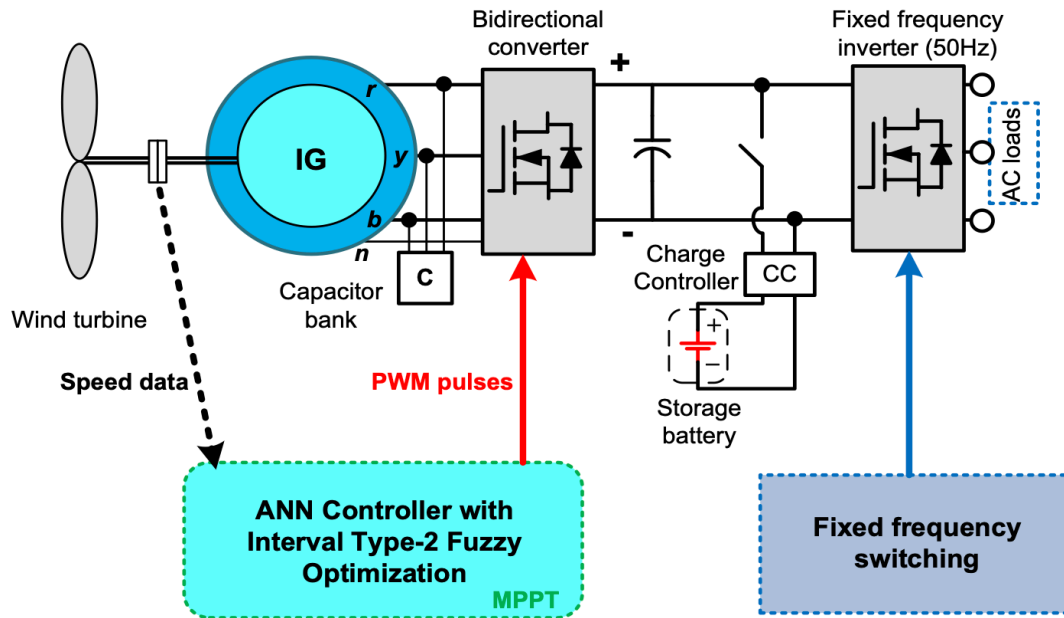 Bidirectional
converter
Fixed frequency
inverter (50Hz)
+
-
r
y
b
n
IG
AC loads
C
Capacitor
bank
Charge
Controller
CC
Wind turbine
+
−
Storage
battery
Speed data
PWM pulses
ANN Controller with
Interval Type-2 Fuzzy
Optimization
MPPT
Fixed frequency
switching